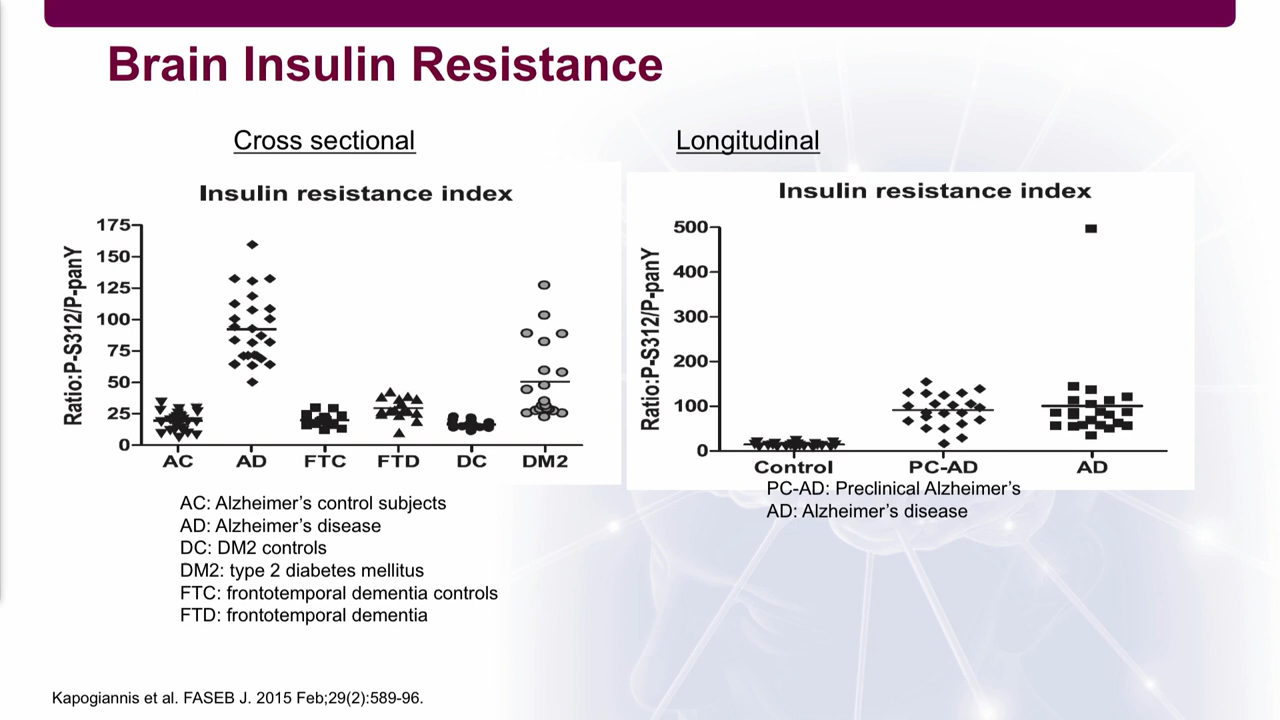 Brain Insulin Resistance
Cross sectional
Insulin resistance index
Ratio:P-S312/P-panY
175
150
125
100
75
50
25
0
AC AD FTC FTD DC DM2
AC: Alzheimer’s control subjects
AD: Alzheimer’s disease
DC: DM2 controls
DM2: type 2 diabetes mellitus
FTC: frontotemporal dementia controls
FTD: frontotemporal dementia
Longitudinal
Insulin resistance index
Ratio:P-S312/P-panY
500
400
300
200
100
0
Control PC-AD AD
PC-AD: Preclinical Alzheimer’s
AD: Alzheimer’s disease
Kapogiannis et al. FASEB J. 2015 Feb;29(2):589-96.